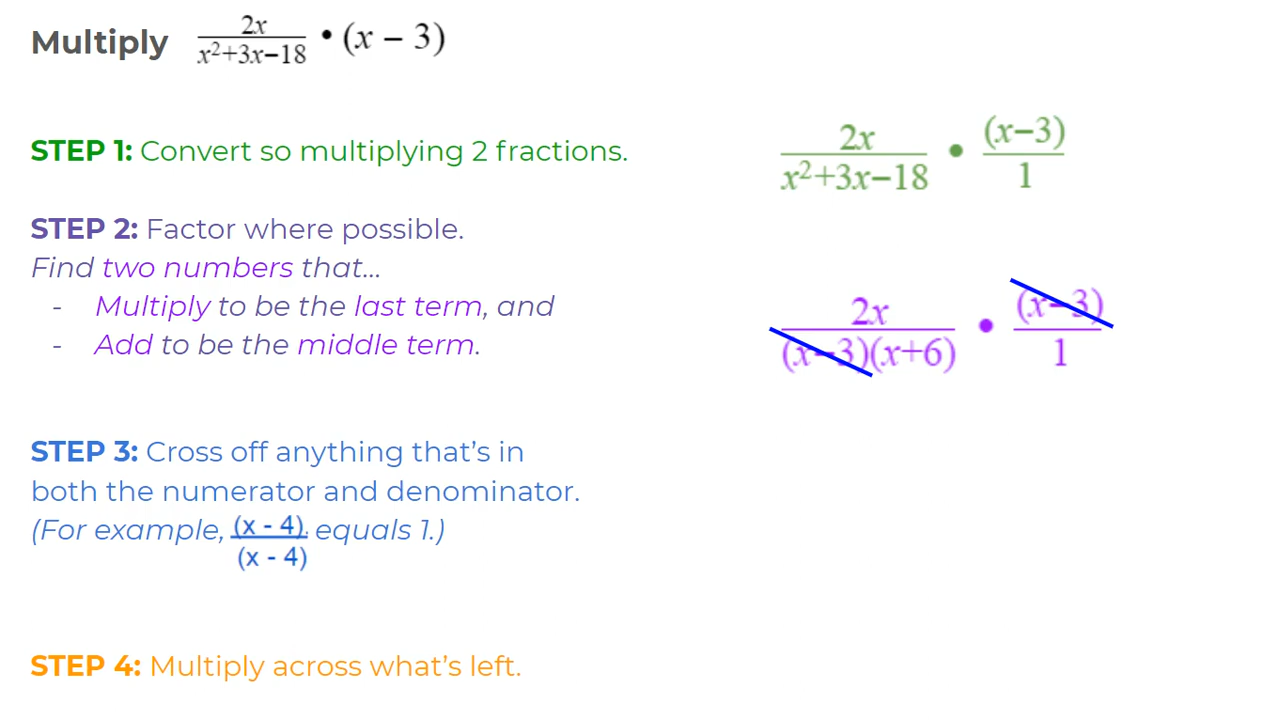 Multiply 2x / x²+3x−18 • (x − 3)
STEP 1: Convert so multiplying 2 fractions.
2x / x²+3x−18 • (x−3) / 1
STEP 2: Factor where possible.
Find two numbers that...
- Multiply to be the last term, and
- Add to be the middle term.
2x / (x−3)(x+6) • (x−3) / 1
STEP 3: Cross off anything that’s in
both the numerator and denominator.
(For example, (x - 4) / (x - 4) equals 1.)
STEP 4: Multiply across what’s left.